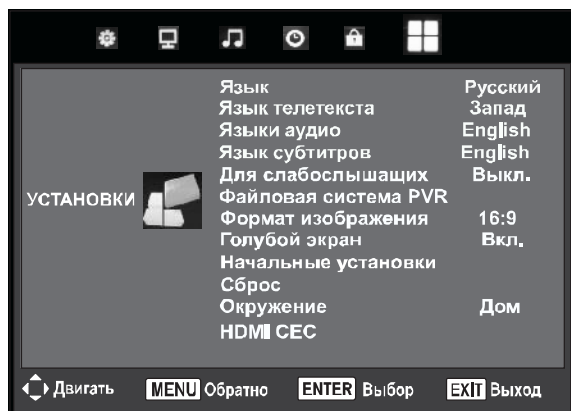 Язык Русский
Язык телетекста Запад
Языки аудио English
Язык субтитров English
Для слабослышащих Выкл.
УСТАНОВКИ
Файловая система PVR
Формат изображения 16:9
Голубой экран Вкл.
Начальные установки
Сброс
Окружение Дом
HDMI CEC
Двигать MENU Обратно ENTER Выбор EXIT Выход